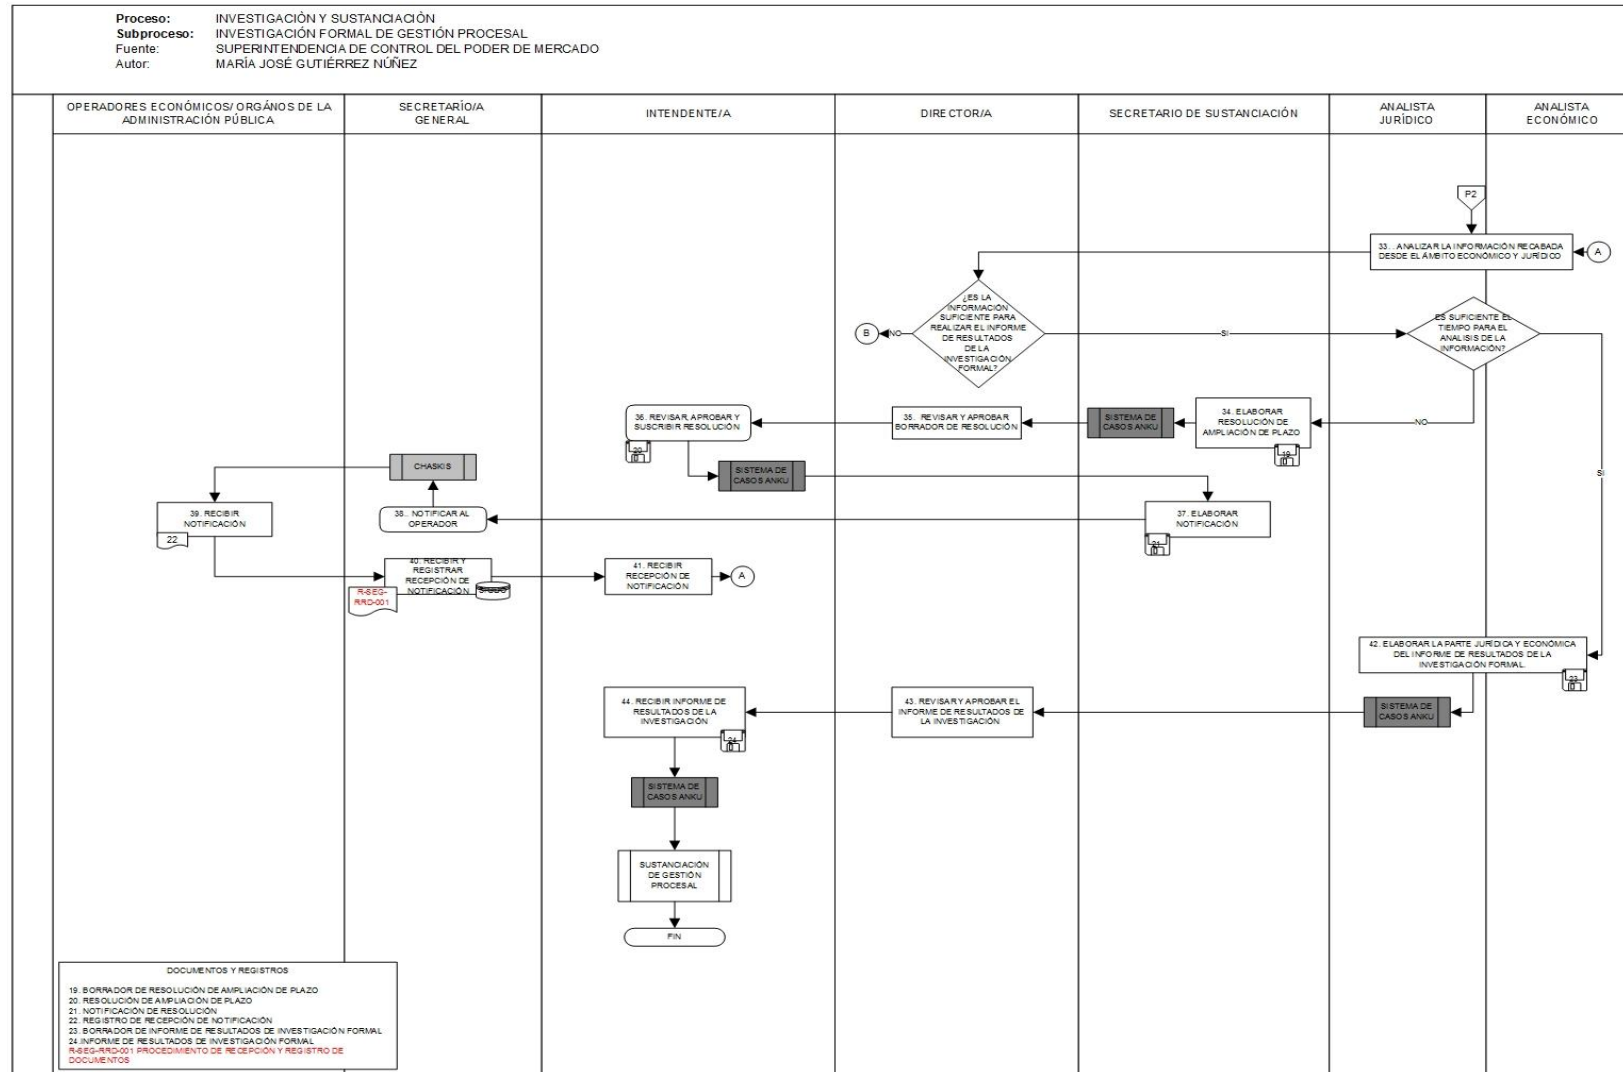 Proceso: INVESTIGACIÒN Y SUSTANCIACIÒN
Subproceso: INVESTIGACIÓN FORMAL DE GESTIÓN PROCESAL
Fuente: SUPERINTENDENCIA DE CONTROL DEL PODER DE MERCADO
Autor: MARÍA JOSÉ GUTIÉRREZ NÚÑEZ
OPERADORES ECONÓMICOS/ ORGÁNOS DE LA
ADMINISTRACIÓN PÚBLICA
SECRETARÍO/A
GENERAL
INTENDENTE/A
DIRECTOR/A
SECRETARIO DE SUSTANCIACIÓN
ANALISTA
JURÍDICO
ANALISTA
ECONÓMICO
P2
33. . ANALIZAR LA INFORMACIÓN RECABADA
DESDE EL ÁMBITO ECONÓMICO Y JURÍDICO
A
¿ES LA
INFORMACIÓN
SUFICIENTE PARA
REALIZAR EL INFORME
DE RESULTADOS
DE LA
INVESTIGACIÓN
FORMAL?
B
NO
SI
ES SUFICIENTE EL
TIEMPO PARA EL
ANALISIS DE LA
INFORMACIÓN?
NO
SI
34. ELABORAR
RESOLUCIÓN DE
AMPLIACIÓN DE PLAZO
19
SISTEMA DE
CASOS ANKU
35. REVISAR Y APROBAR
BORRADOR DE RESOLUCIÓN
36. REVISAR, APROBAR Y
SUSCRIBIR RESOLUCIÓN
20
SISTEMA DE
CASOS ANKU
37. ELABORAR
NOTIFICACIÓN
21
CHASKIS
38.. NOTIFICAR AL
OPERADOR
39. RECIBIR
NOTIFICACIÓN
22
40. RECIBIR Y
REGISTRAR
RECEPCIÓN DE
NOTIFICACIÓN
R-SEG-
RRD-001
41. RECIBIR
RECEPCIÓN DE
NOTIFICACIÓN
A
42. ELABORAR LA PARTE JURÍDICA Y ECONÓMICA
DEL INFORME DE RESULTADOS DE LA
INVESTIGACIÓN FORMAL.
23
SISTEMA DE
CASOS ANKU
43. REVISAR Y APROBAR EL
INFORME DE RESULTADOS DE
LA INVESTIGACIÓN
44. RECIBIR INFORME DE
RESULTADOS DE LA
INVESTIGACIÓN
24
SISTEMA DE
CASOS ANKU
SUSTANCIACIÓN
DE GESTIÓN
PROCESAL
FIN
DOCUMENTOS Y REGISTROS
19. BORRADOR DE RESOLUCIÓN DE AMPLIACIÓN DE PLAZO
20. RESOLUCIÓN DE AMPLIACIÓN DE PLAZO
21. NOTIFICACIÓN DE RESOLUCIÓN
22. REGISTRO DE RECEPCIÓN DE NOTIFICACIÓN
23. BORRADOR DE INFORME DE RESULTADOS DE INVESTIGACIÓN FORMAL
24.INFORME DE RESULTADOS DE INVESTIGACIÓN FORMAL
R-SEG-RRD-001 PROCEDIMIENTO DE RECEPCIÓN Y REGISTRO DE
DOCUMENTOS